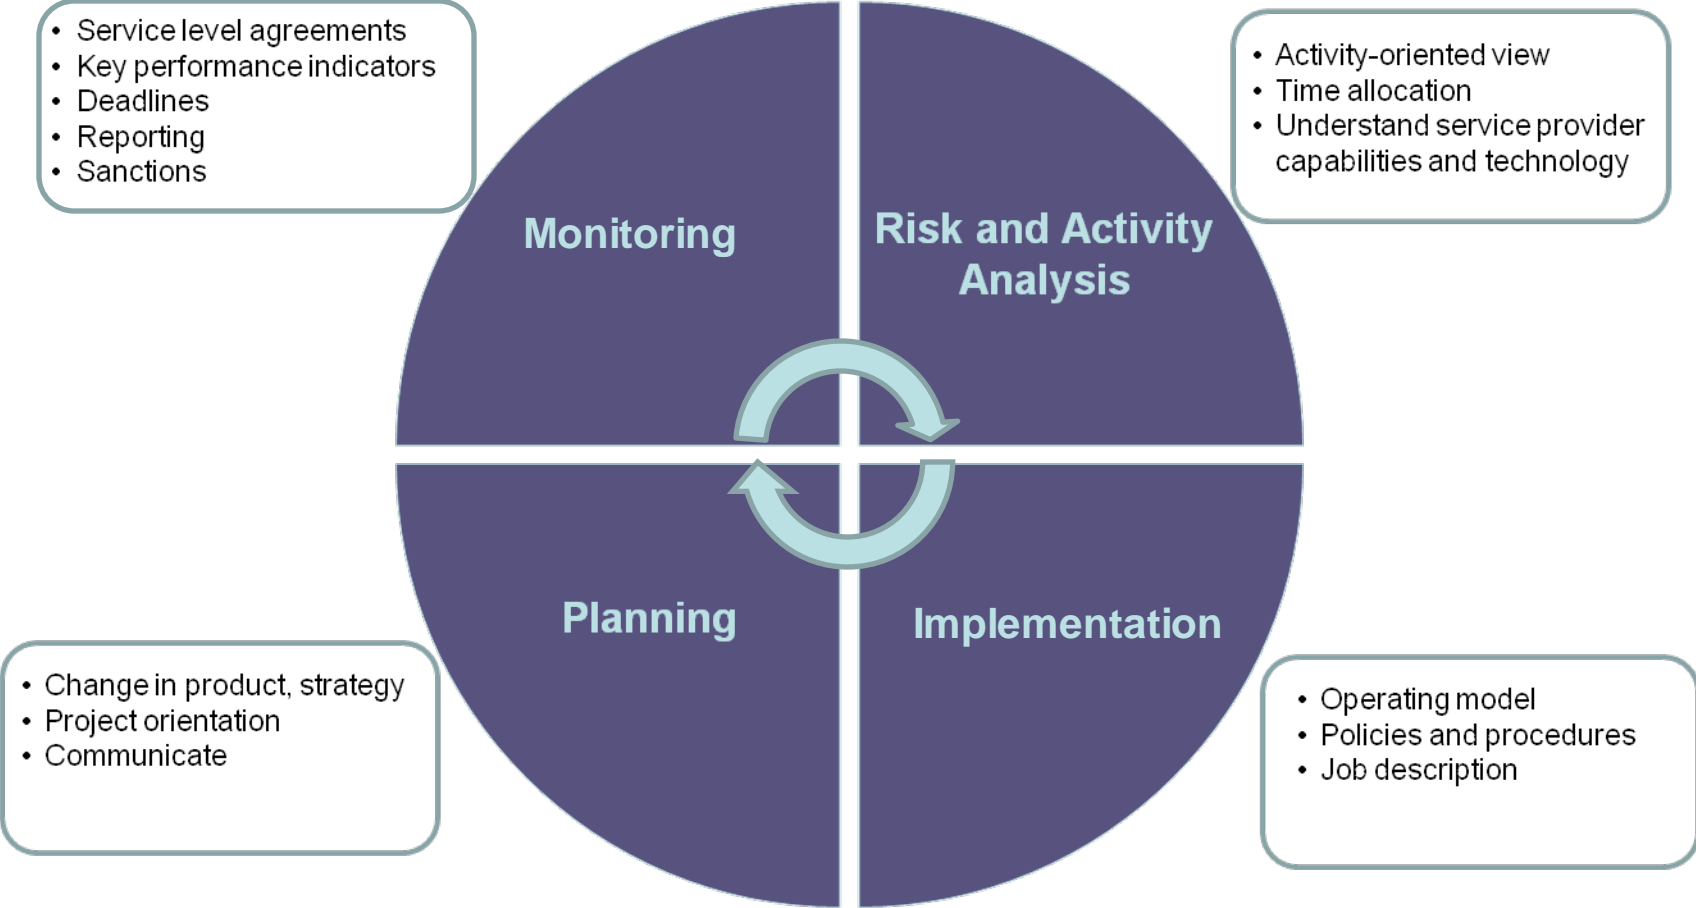 • Service level agreements
• Key performance indicators
• Deadlines
• Reporting
• Sanctions
• Activity-oriented view
• Time allocation
• Understand service provider
capabilities and technology
Monitoring
Risk and Activity
Analysis
Planning
Implementation
• Change in product, strategy
• Project orientation
• Communicate
• Operating model
• Policies and procedures
• Job description